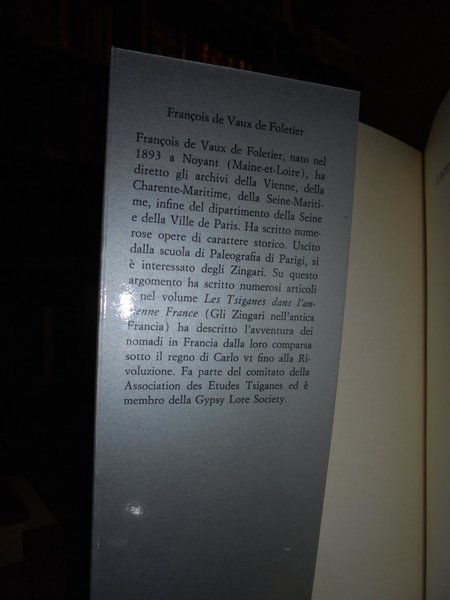 François de Vaux de Foletier
François de Vaux de Foletier, nato nel
1893 a Noyant (Maine-et-Loire), ha
diretto gli archivi della Vienne, della
Charente-Maritime, della Seine-Mariti-
me, infine del dipartimento della Seine
e della Ville de Paris. Ha scritto nume-
rose opere di carattere storico. Uscito
dalla scuola di Paleografia di Parigi, si
è interessato degli Zingari. Su questo
argomento ha scritto numerosi articoli
e nel volume Les Tsiganes dans l'an-
cienne France (Gli Zingari nell'antica
Francia) ha descritto l'avventura dei
nomadi in Francia dalla loro comparsa
sotto il regno di Carlo VI fino alla Ri-
voluzione. Fa parte del comitato della
Association des Etudes Tsiganes ed è
membro della Gypsy Lore Society.